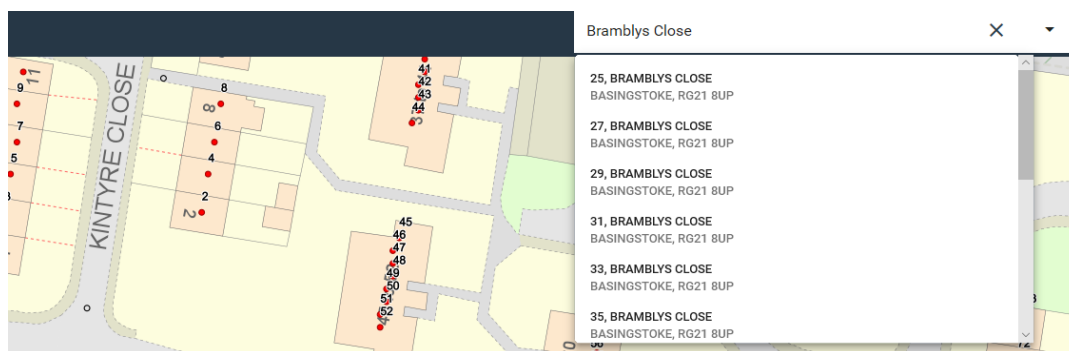 Bramblys Close
25, BRAMBLYS CLOSE
BASINGSTOKE, RG21 8UP
27, BRAMBLYS CLOSE
BASINGSTOKE, RG21 8UP
29, BRAMBLYS CLOSE
BASINGSTOKE, RG21 8UP
31, BRAMBLYS CLOSE
BASINGSTOKE, RG21 8UP
33, BRAMBLYS CLOSE
BASINGSTOKE, RG21 8UP
35, BRAMBLYS CLOSE
BASINGSTOKE, RG21 8UP
KINTYRE CLOSE
11
9
7
5
8
8
6
4
2
2
41
42
43
44
45
46
47
48
49
50
51
52
72